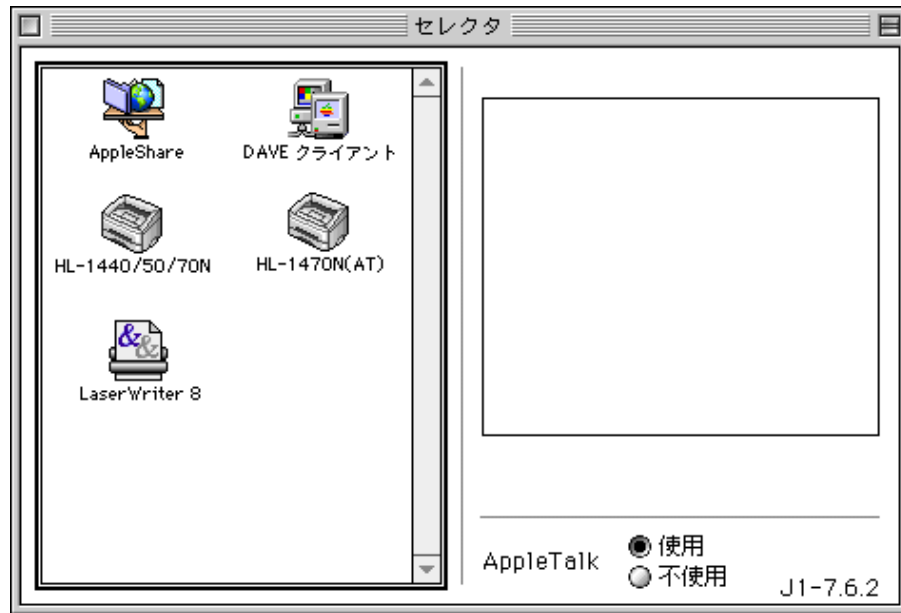 セレクタ
AppleShare
DAVE クライアント
HL-1440/50/70N
HL-1470N(AT)
&&
LaserWriter 8
AppleTalk
使用
不使用
J1-7.6.2